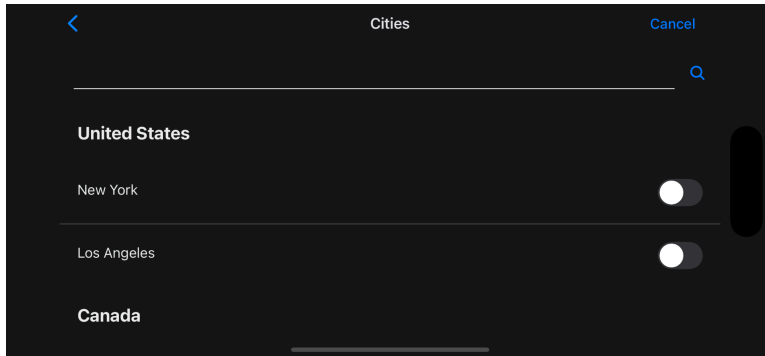 Cities
Cancel
United States
New York
Los Angeles
Canada